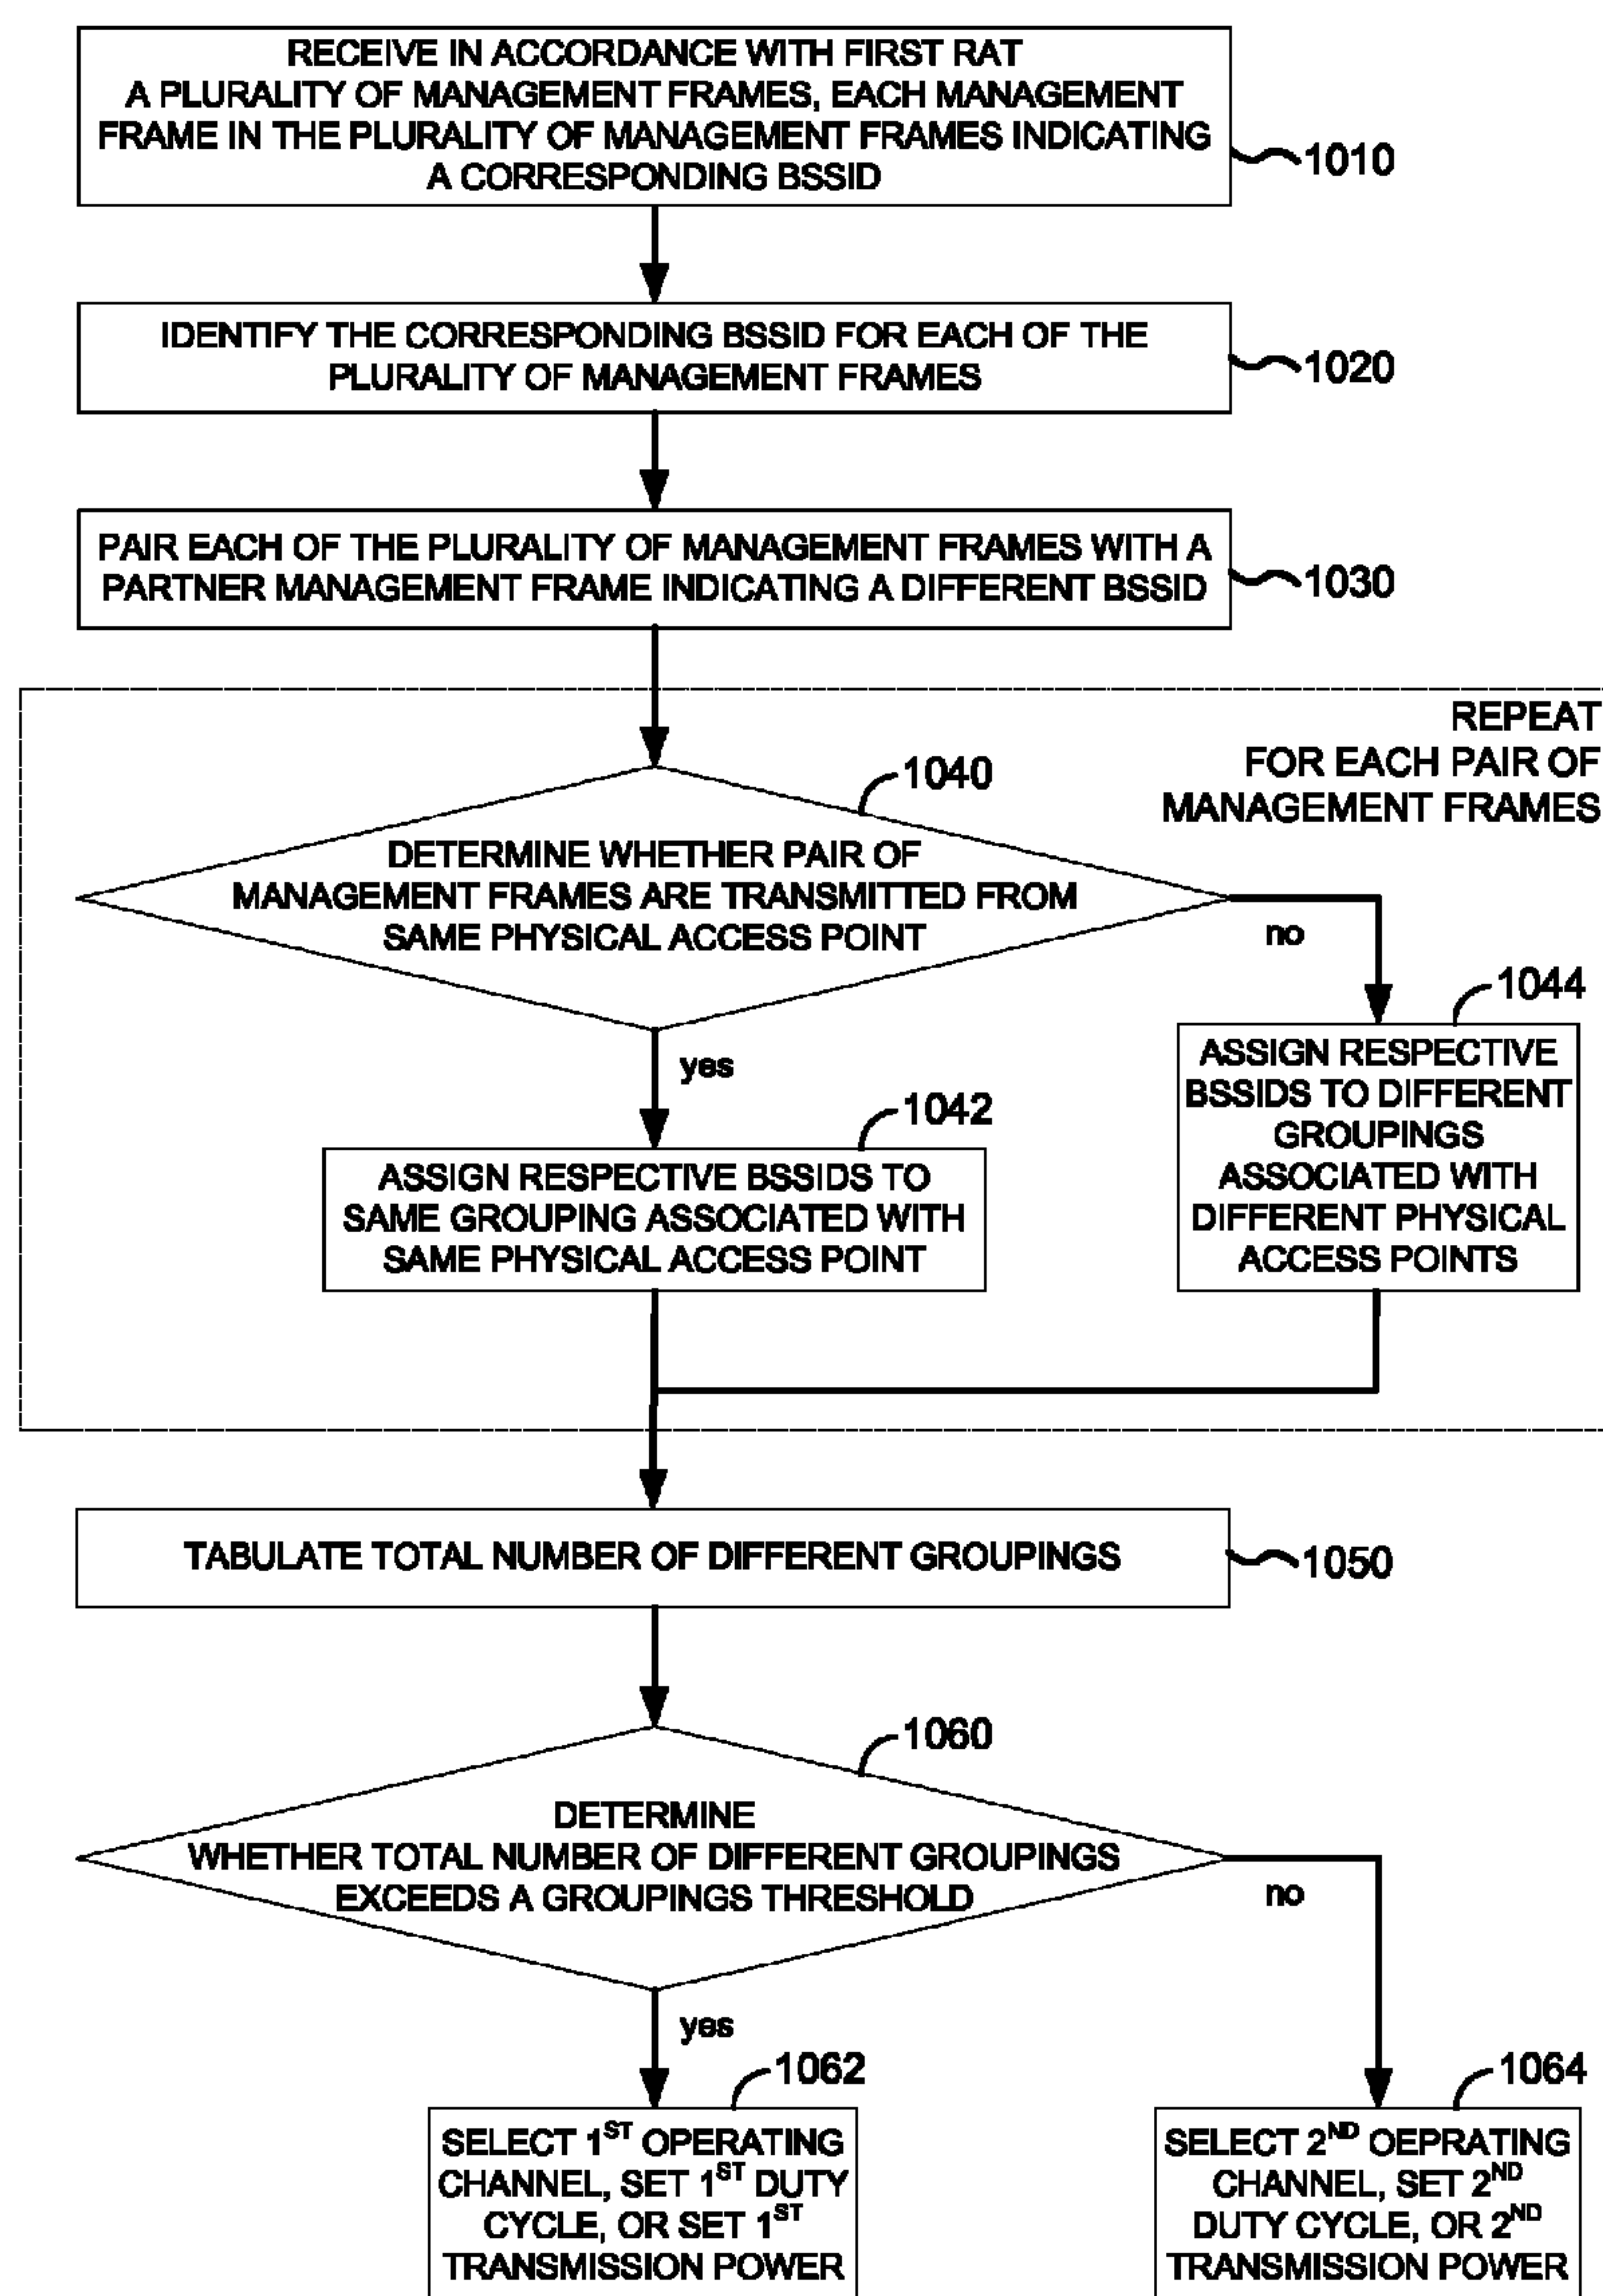 RECEIVE IN ACCORDANCE WITH FIRST RAT
A PLURALITY OF MANAGEMENT FRAMES, EACH MANAGEMENT
FRAME IN THE PLURALITY OF MANAGEMENT FRAMES INDICATING
A CORRESPONDING BSSID
1010
IDENTIFY THE CORRESPONDING BSSID FOR EACH OF THE
PLURALITY OF MANAGEMENT FRAMES
1020
PAIR EACH OF THE PLURALITY OF MANAGEMENT FRAMES WITH A
PARTNER MANAGEMENT FRAME INDICATING A DIFFERENT BSSID
1030
REPEAT
FOR EACH PAIR OF
MANAGEMENT FRAMES
1040
DETERMINE WHETHER PAIR OF
MANAGEMENT FRAMES ARE TRANSMITTED FROM
SAME PHYSICAL ACCESS POINT
no
yes
1044
ASSIGN RESPECTIVE
BSSIDS TO DIFFERENT
GROUPINGS
ASSOCIATED WITH
DIFFERENT PHYSICAL
ACCESS POINTS
1042
ASSIGN RESPECTIVE BSSIDS TO
SAME GROUPING ASSOCIATED WITH
SAME PHYSICAL ACCESS POINT
TABULATE TOTAL NUMBER OF DIFFERENT GROUPINGS
1050
1060
DETERMINE
WHETHER TOTAL NUMBER OF DIFFERENT GROUPINGS
EXCEEDS A GROUPINGS THRESHOLD
no
yes
1062
SELECT 1ST OPERATING
CHANNEL, SET 1ST DUTY
CYCLE, OR SET 1ST
TRANSMISSION POWER
1064
SELECT 2ND OEPRATING
CHANNEL, SET 2ND
DUTY CYCLE, OR 2ND
TRANSMISSION POWER